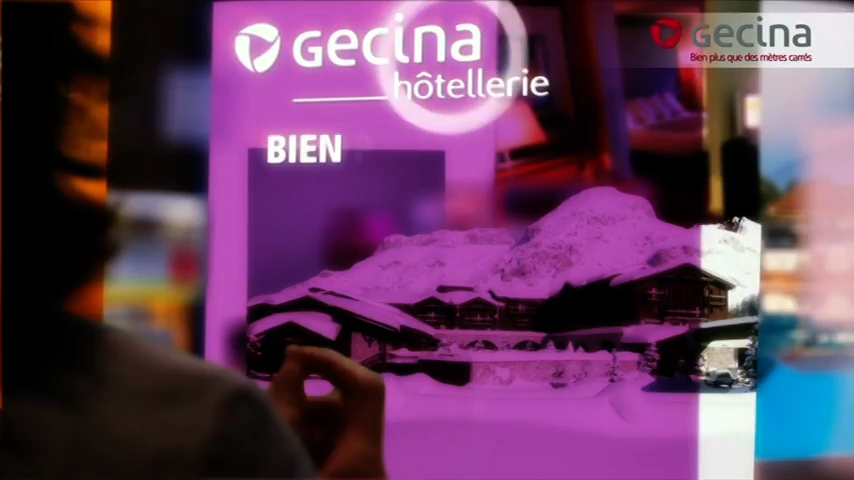 Gecina
hôtellerie
BIEN
Gecina
Bien plus que des mètres carrés